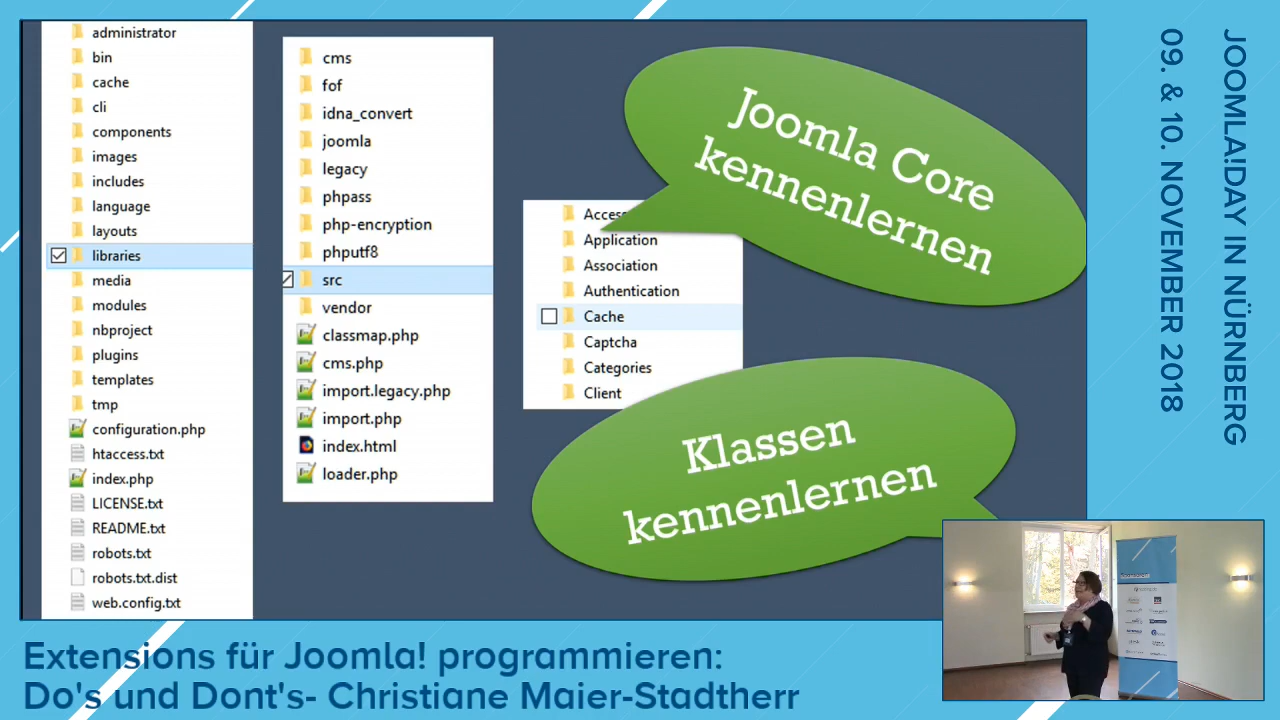 administrator
bin
cache
cli
components
images
includes
language
layouts
libraries
media
modules
nbproject
plugins
templates
tmp
configuration.php
htaccess.txt
index.php
LICENSE.txt
README.txt
robots.txt
robots.txt.dist
web.config.txt
cms
fof
idna_convert
joomla
legacy
phpass
php-encryption
phputf8
src
vendor
classmap.php
cms.php
import.legacy.php
import.php
index.html
loader.php
Application
Association
Authentication
Cache
Captcha
Categories
Client
Joomla Core
kennenlernen
Klassen
kennenlernen
JOOMLA!DAY IN NÜRNBERG
09. & 10. NOVEMBER 2018
Extensions für Joomla! programmieren:
Do's und Dont's- Christiane Maier-Stadtherr